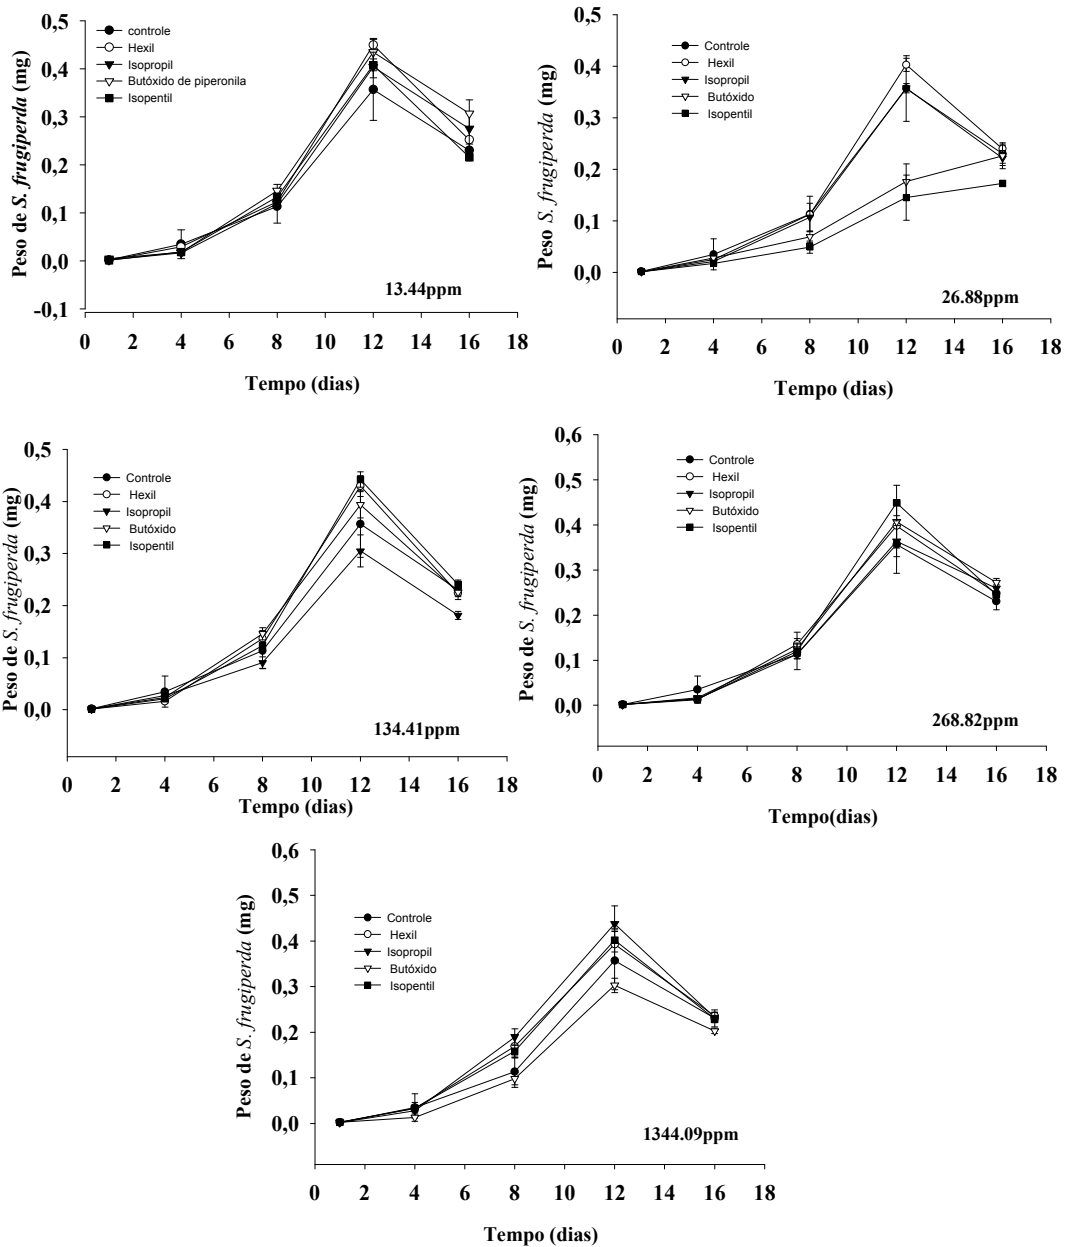 0,5
0,4
0,3
0,2
0,1
0,0
-0,1
Peso de S. frugiperda (mg)
controle
Hexil
Isopropil
Butóxido de piperonila
Isopentil
13.44ppm
0 2 4 6 8 10 12 14 16 18
Tempo (dias)
0,5
0,4
0,3
0,2
0,1
0,0
Peso S. frugiperda (mg)
Controle
Hexil
Isopropil
Butóxido
Isopentil
26.88ppm
0 2 4 6 8 10 12 14 16 18
Tempo (dias)
0,5
0,4
0,3
0,2
0,1
0,0
Peso de S. frugiperda (mg)
Controle
Hexil
Isopropil
Butóxido
Isopentil
134.41ppm
0 2 4 6 8 10 12 14 16 18
Tempo (dias)
0,6
0,5
0,4
0,3
0,2
0,1
0,0
Peso de S. frugiperda (mg)
Controle
Hexil
Isopropil
Butóxido
Isopentil
268.82ppm
0 2 4 6 8 10 12 14 16 18
Tempo(dias)
0,6
0,5
0,4
0,3
0,2
0,1
0,0
Peso de S. frugiperda (mg)
Controle
Hexil
Isopropil
Butóxido
Isopentil
1344.09ppm
0 2 4 6 8 10 12 14 16 18
Tempo (dias)